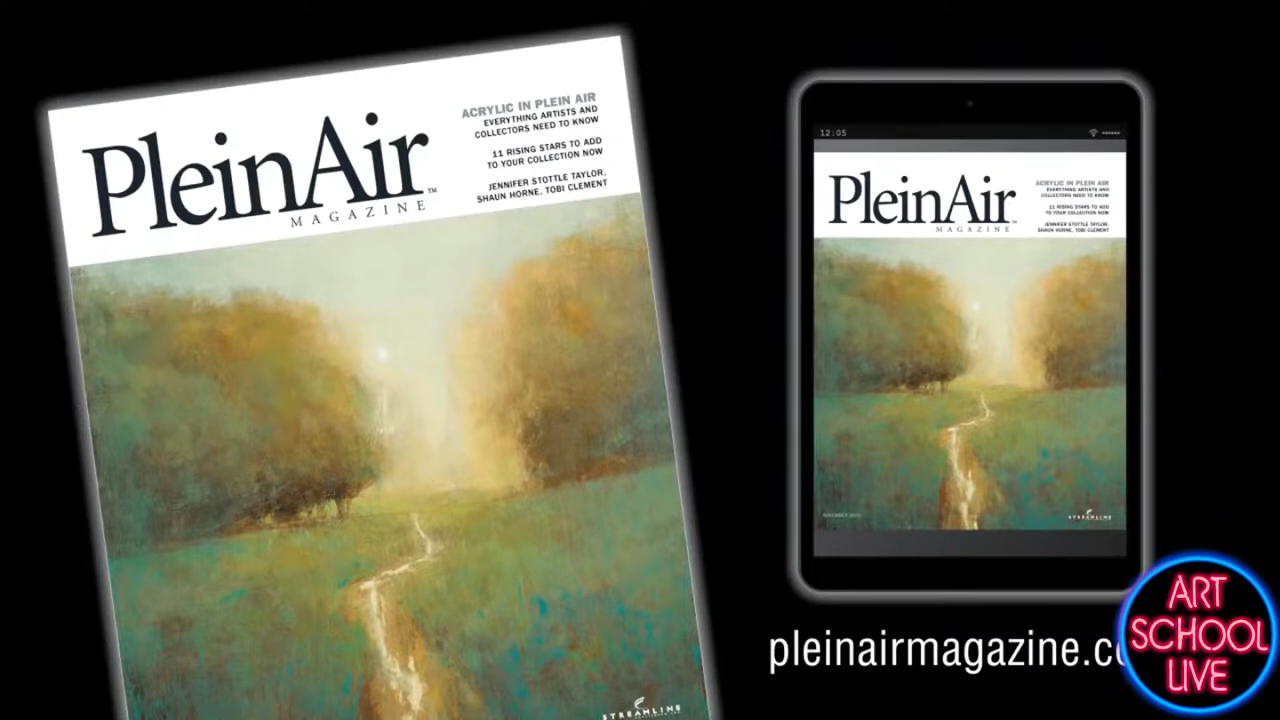 PleinAir™
MAGAZINE
ACRYLIC IN PLEIN AIR
EVERYTHING ARTISTS AND
COLLECTORS NEED TO KNOW
11 RISING STARS TO ADD
TO YOUR COLLECTION NOW
JENNIFER STOTTLE TAYLOR,
SHAUN HORNE, TOBI CLEMENT
STREAMLINE
12:05
PleinAir
MAGAZINE
ACRYLIC IN PLEIN AIR
EVERYTHING ARTISTS AND
COLLECTORS NEED TO KNOW
11 RISING STARS TO ADD
TO YOUR COLLECTION NOW
JENNIFER STOTTLE TAYLOR,
SHAUN HORNE, TOBI CLEMENT
STREAMLINE
pleinairmagazine.c
ART
SCHOOL
LIVE